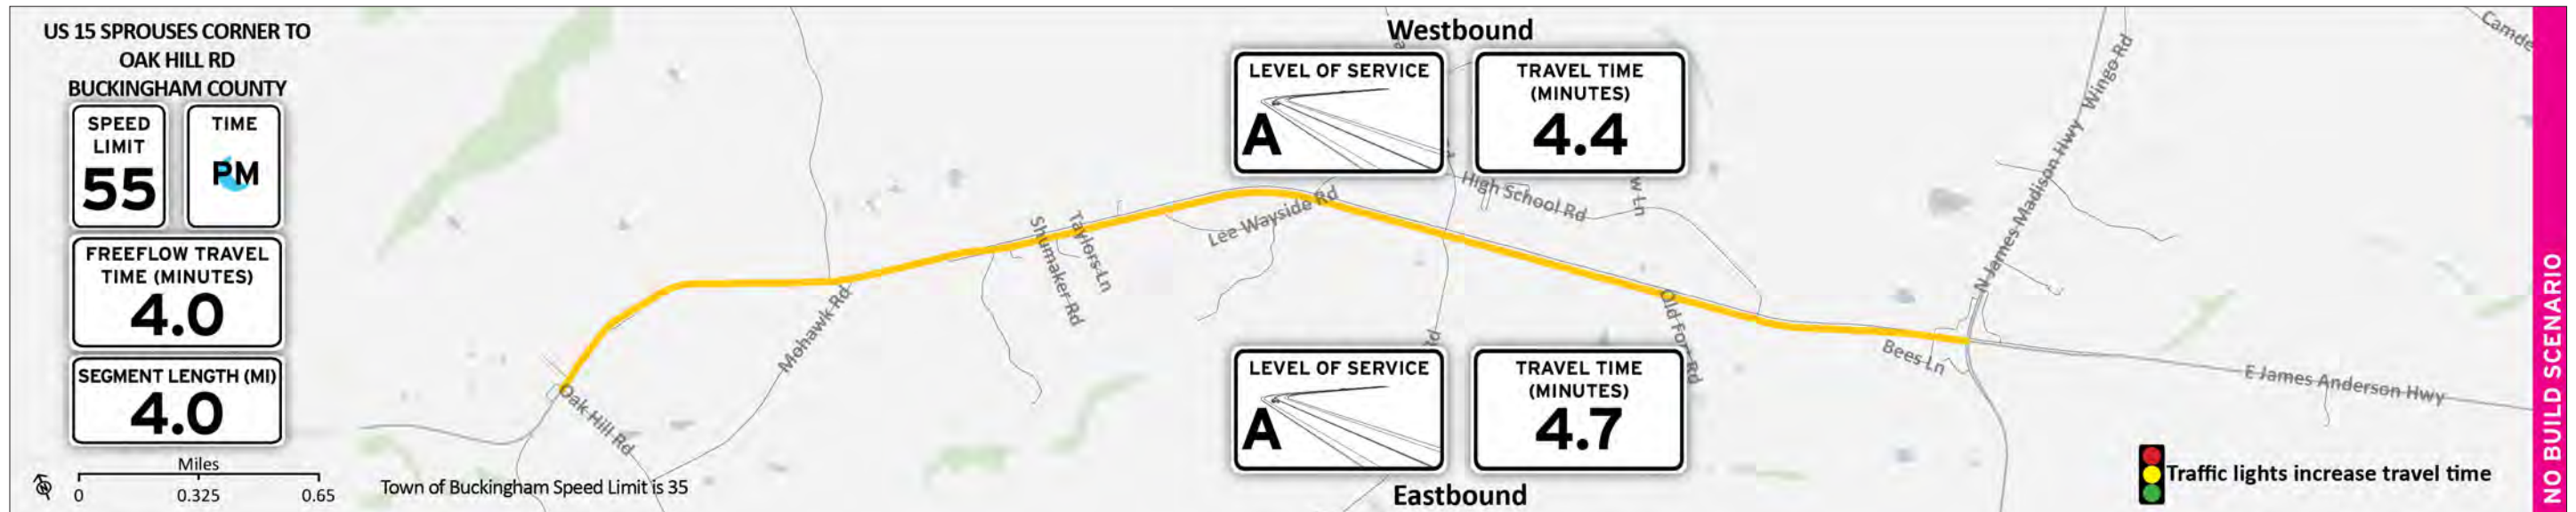 US 15 SPROUSES CORNER TO
OAK HILL RD
BUCKINGHAM COUNTY
SPEED
LIMIT
55
TIME
PM
FREEFLOW TRAVEL
TIME (MINUTES)
4.0
SEGMENT LENGTH (MI)
4.0
Miles
0 0.325 0.65
Town of Buckingham Speed Limit is 35
Westbound
LEVEL OF SERVICE
A
TRAVEL TIME
(MINUTES)
4.4
Oak Hill Rd
Mohawk Rd
Shumaker Rd
Taylors Ln
Lee Wayside Rd
High School Rd
w Ln
Old Fort Rd
Rd
Bees Ln
N James Madison Hwy
Wingo Rd
E James Anderson Hwy
Camde
LEVEL OF SERVICE
A
TRAVEL TIME
(MINUTES)
4.7
Eastbound
Traffic lights increase travel time
NO BUILD SCENARIO